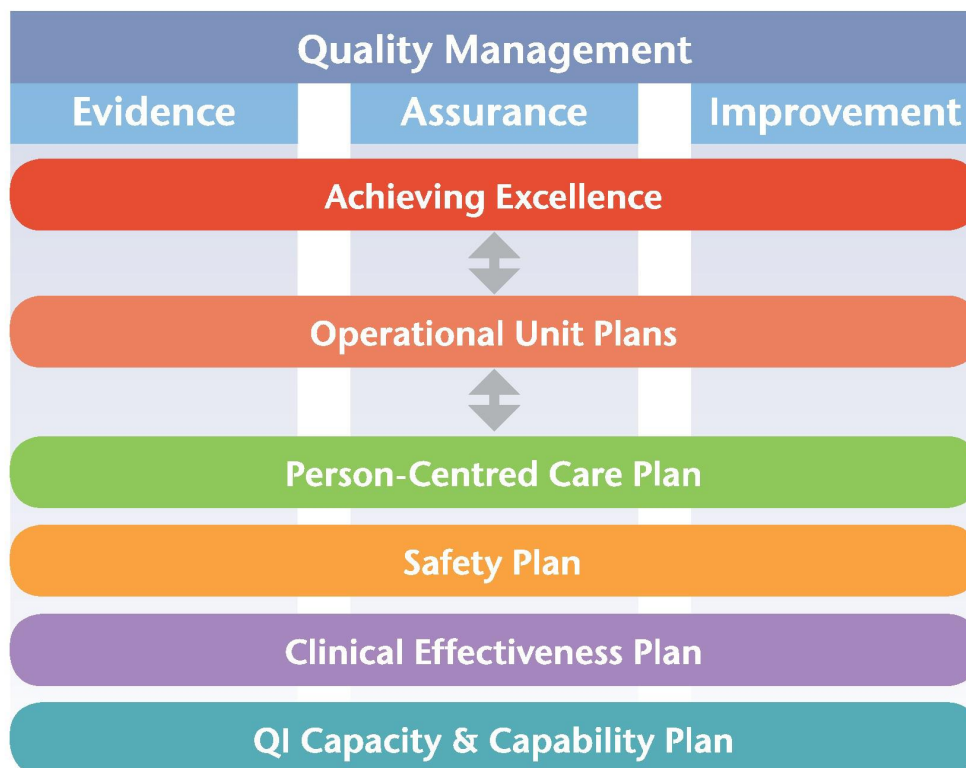 Quality Management
Evidence Assurance Improvement
Achieving Excellence
Operational Unit Plans
Person-Centred Care Plan
Safety Plan
Clinical Effectiveness Plan
QI Capacity & Capability Plan